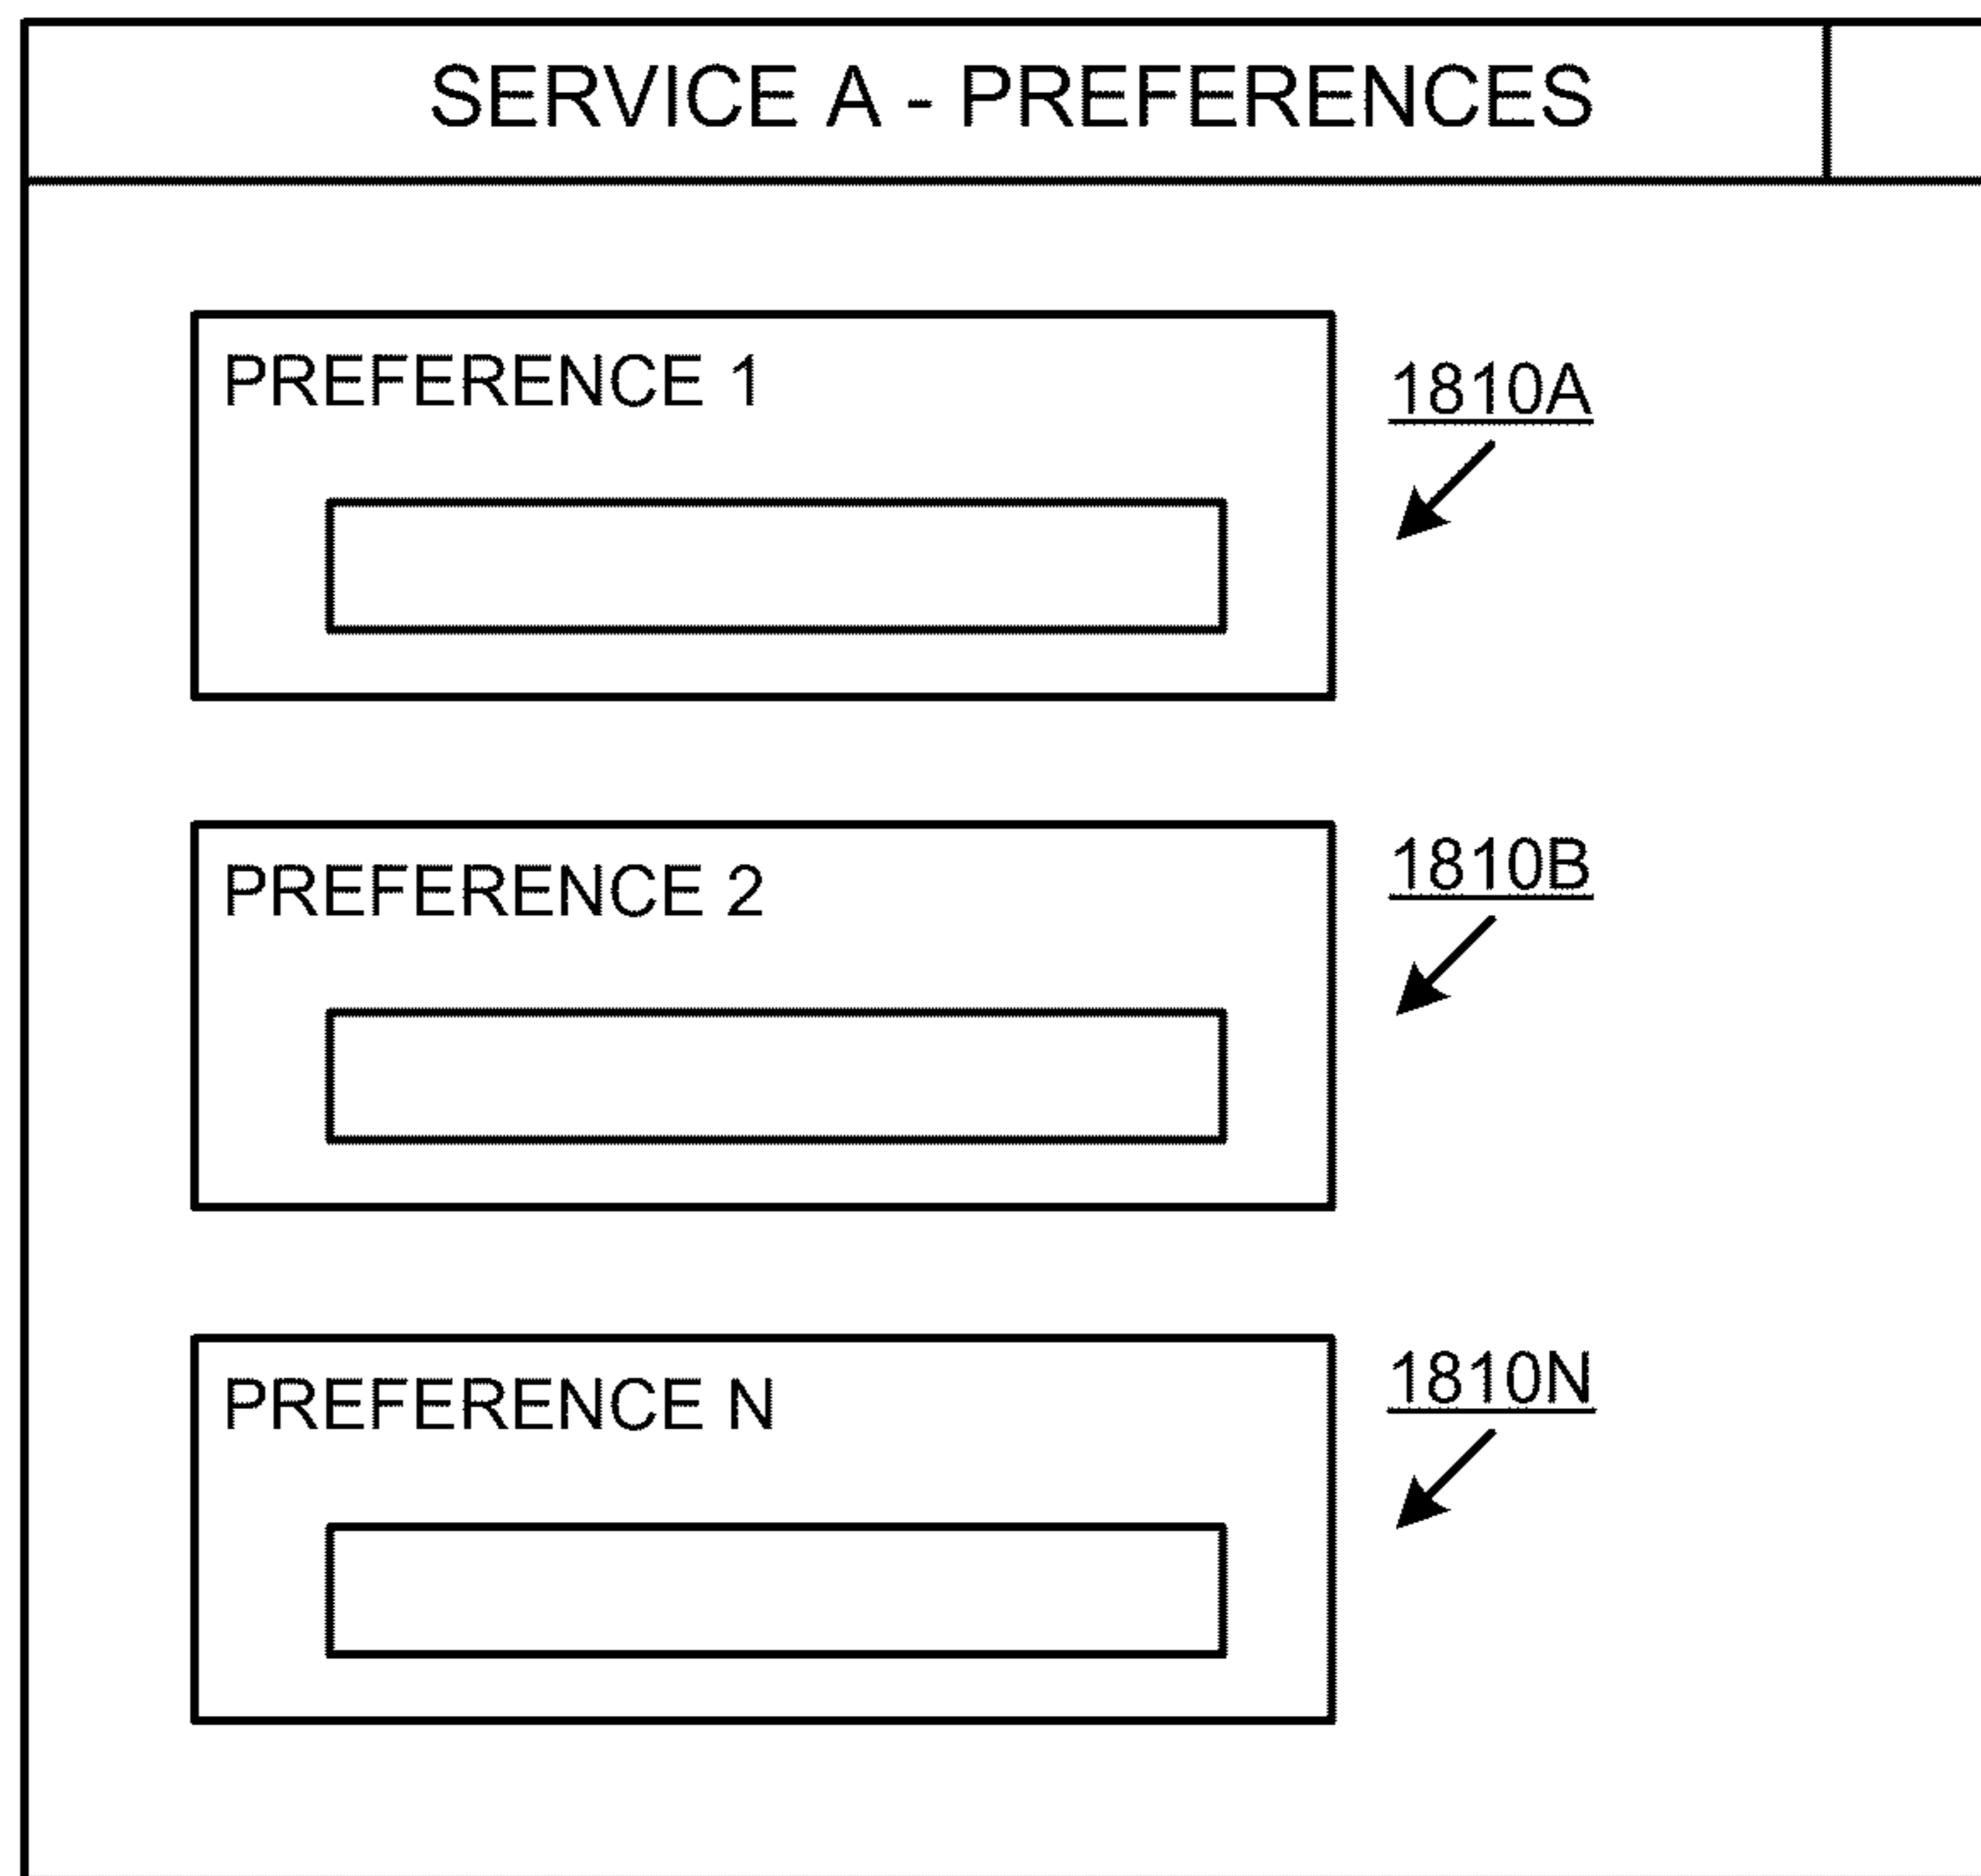 SERVICE A - PREFERENCES
PREFERENCE 1
1810A
PREFERENCE 2
1810B
PREFERENCE N
1810N